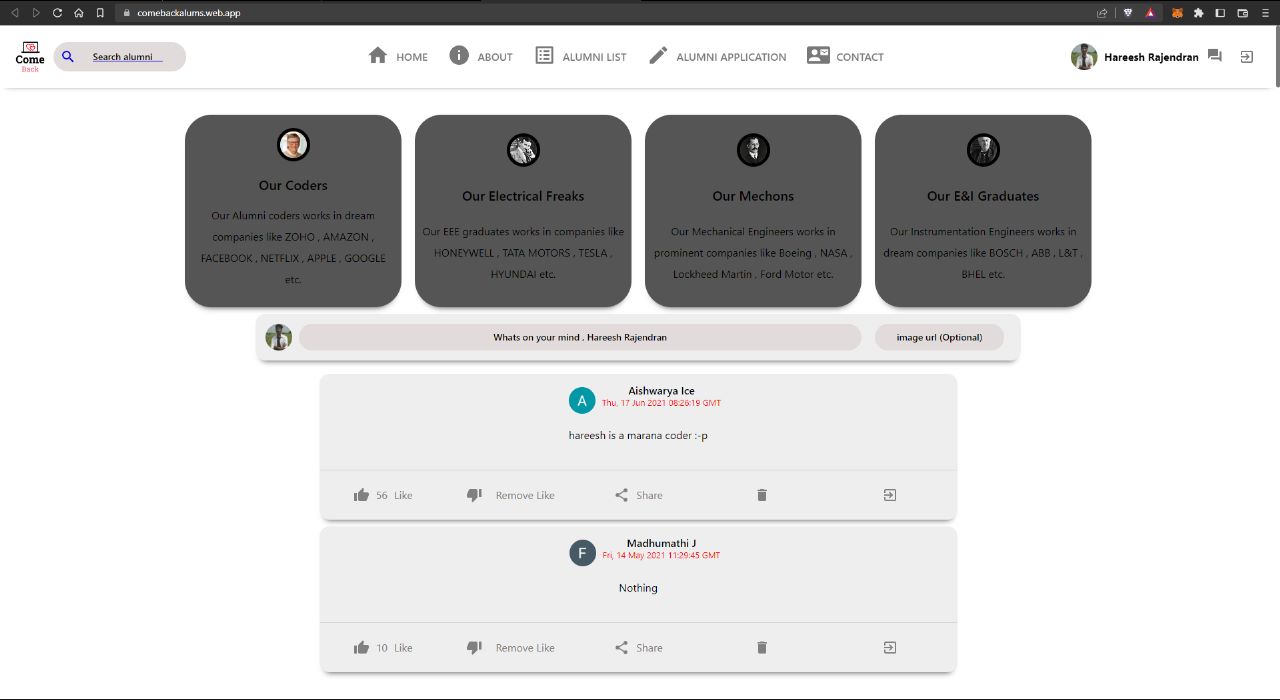 comebackalums.web.app
Come
Back
Search alumni
HOME
ABOUT
ALUMNI LIST
ALUMNI APPLICATION
CONTACT
Hareesh Rajendran
Our Coders
Our Alumni coders works in dream
companies like ZOHO , AMAZON ,
FACEBOOK , NETFLIX , APPLE , GOOGLE
etc.
Our Electrical Freaks
Our EEE graduates works in companies like
HONEYWELL , TATA MOTORS , TESLA ,
HYUNDAI etc.
Our Mechons
Our Mechanical Engineers works in
prominent companies like Boeing , NASA ,
Lockheed Martin , Ford Motor etc.
Our E&I Graduates
Our Instrumentation Engineers works in
dream companies like BOSCH , ABB , L&T ,
BHEL etc.
Whats on your mind , Hareesh Rajendran
image url (Optional)
A
Aishwarya Ice
Thu, 17 Jun 2021 08:26:19 GMT
hareesh is a marana coder :-p
56 Like
Remove Like
Share
F
Madhumathi J
Fri, 14 May 2021 11:29:45 GMT
Nothing
10 Like
Remove Like
Share